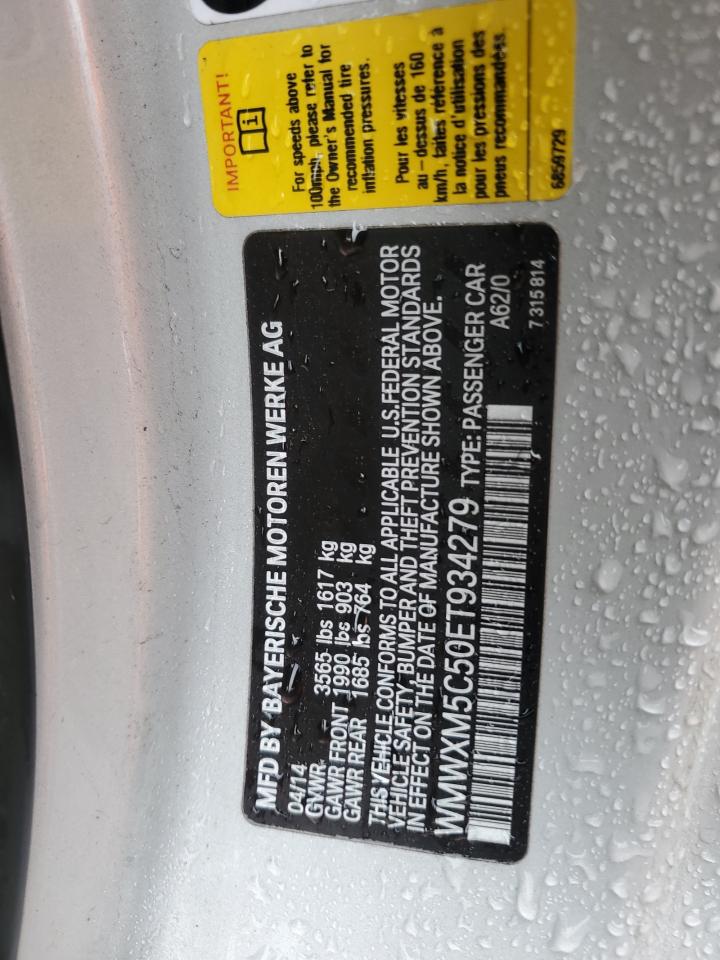 IMPORTANT!
For speeds above
100mph, please refer to
the Owner's Manual for
recommended tire
inflation pressures.
Pour les vitesses
au-dessus de 160
km/h, faites référence à
la notice d'utilisation
pour les pressions des
pneus recommandées.
6859729
MFD BY BAYERISCHE MOTOREN WERKE AG
04/14
GVWR 3565 lbs 1617 kg
GAWR FRONT 1990 lbs 903 kg
GAWR REAR 1685 lbs 764 kg
THIS VEHICLE CONFORMS TO ALL APPLICABLE U.S.FEDERAL MOTOR
VEHICLE SAFETY, BUMPER AND THEFT PREVENTION STANDARDS
IN EFFECT ON THE DATE OF MANUFACTURE SHOWN ABOVE.
WMWXM5C50ET934279 TYPE: PASSENGER CAR
A62/0
7 315 814